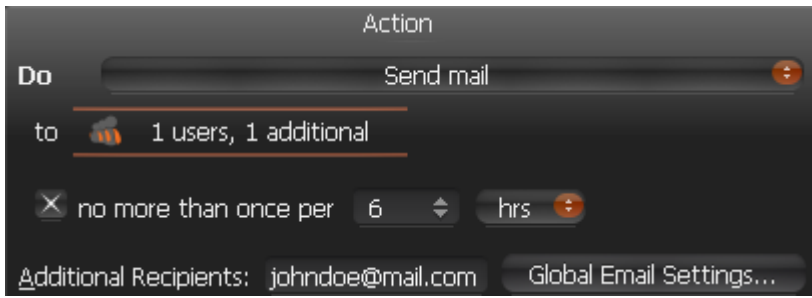 Action
Do Send mail
to 1 users, 1 additional
no more than once per 6 hrs
Additional Recipients: johndoe@mail.com Global Email Settings...